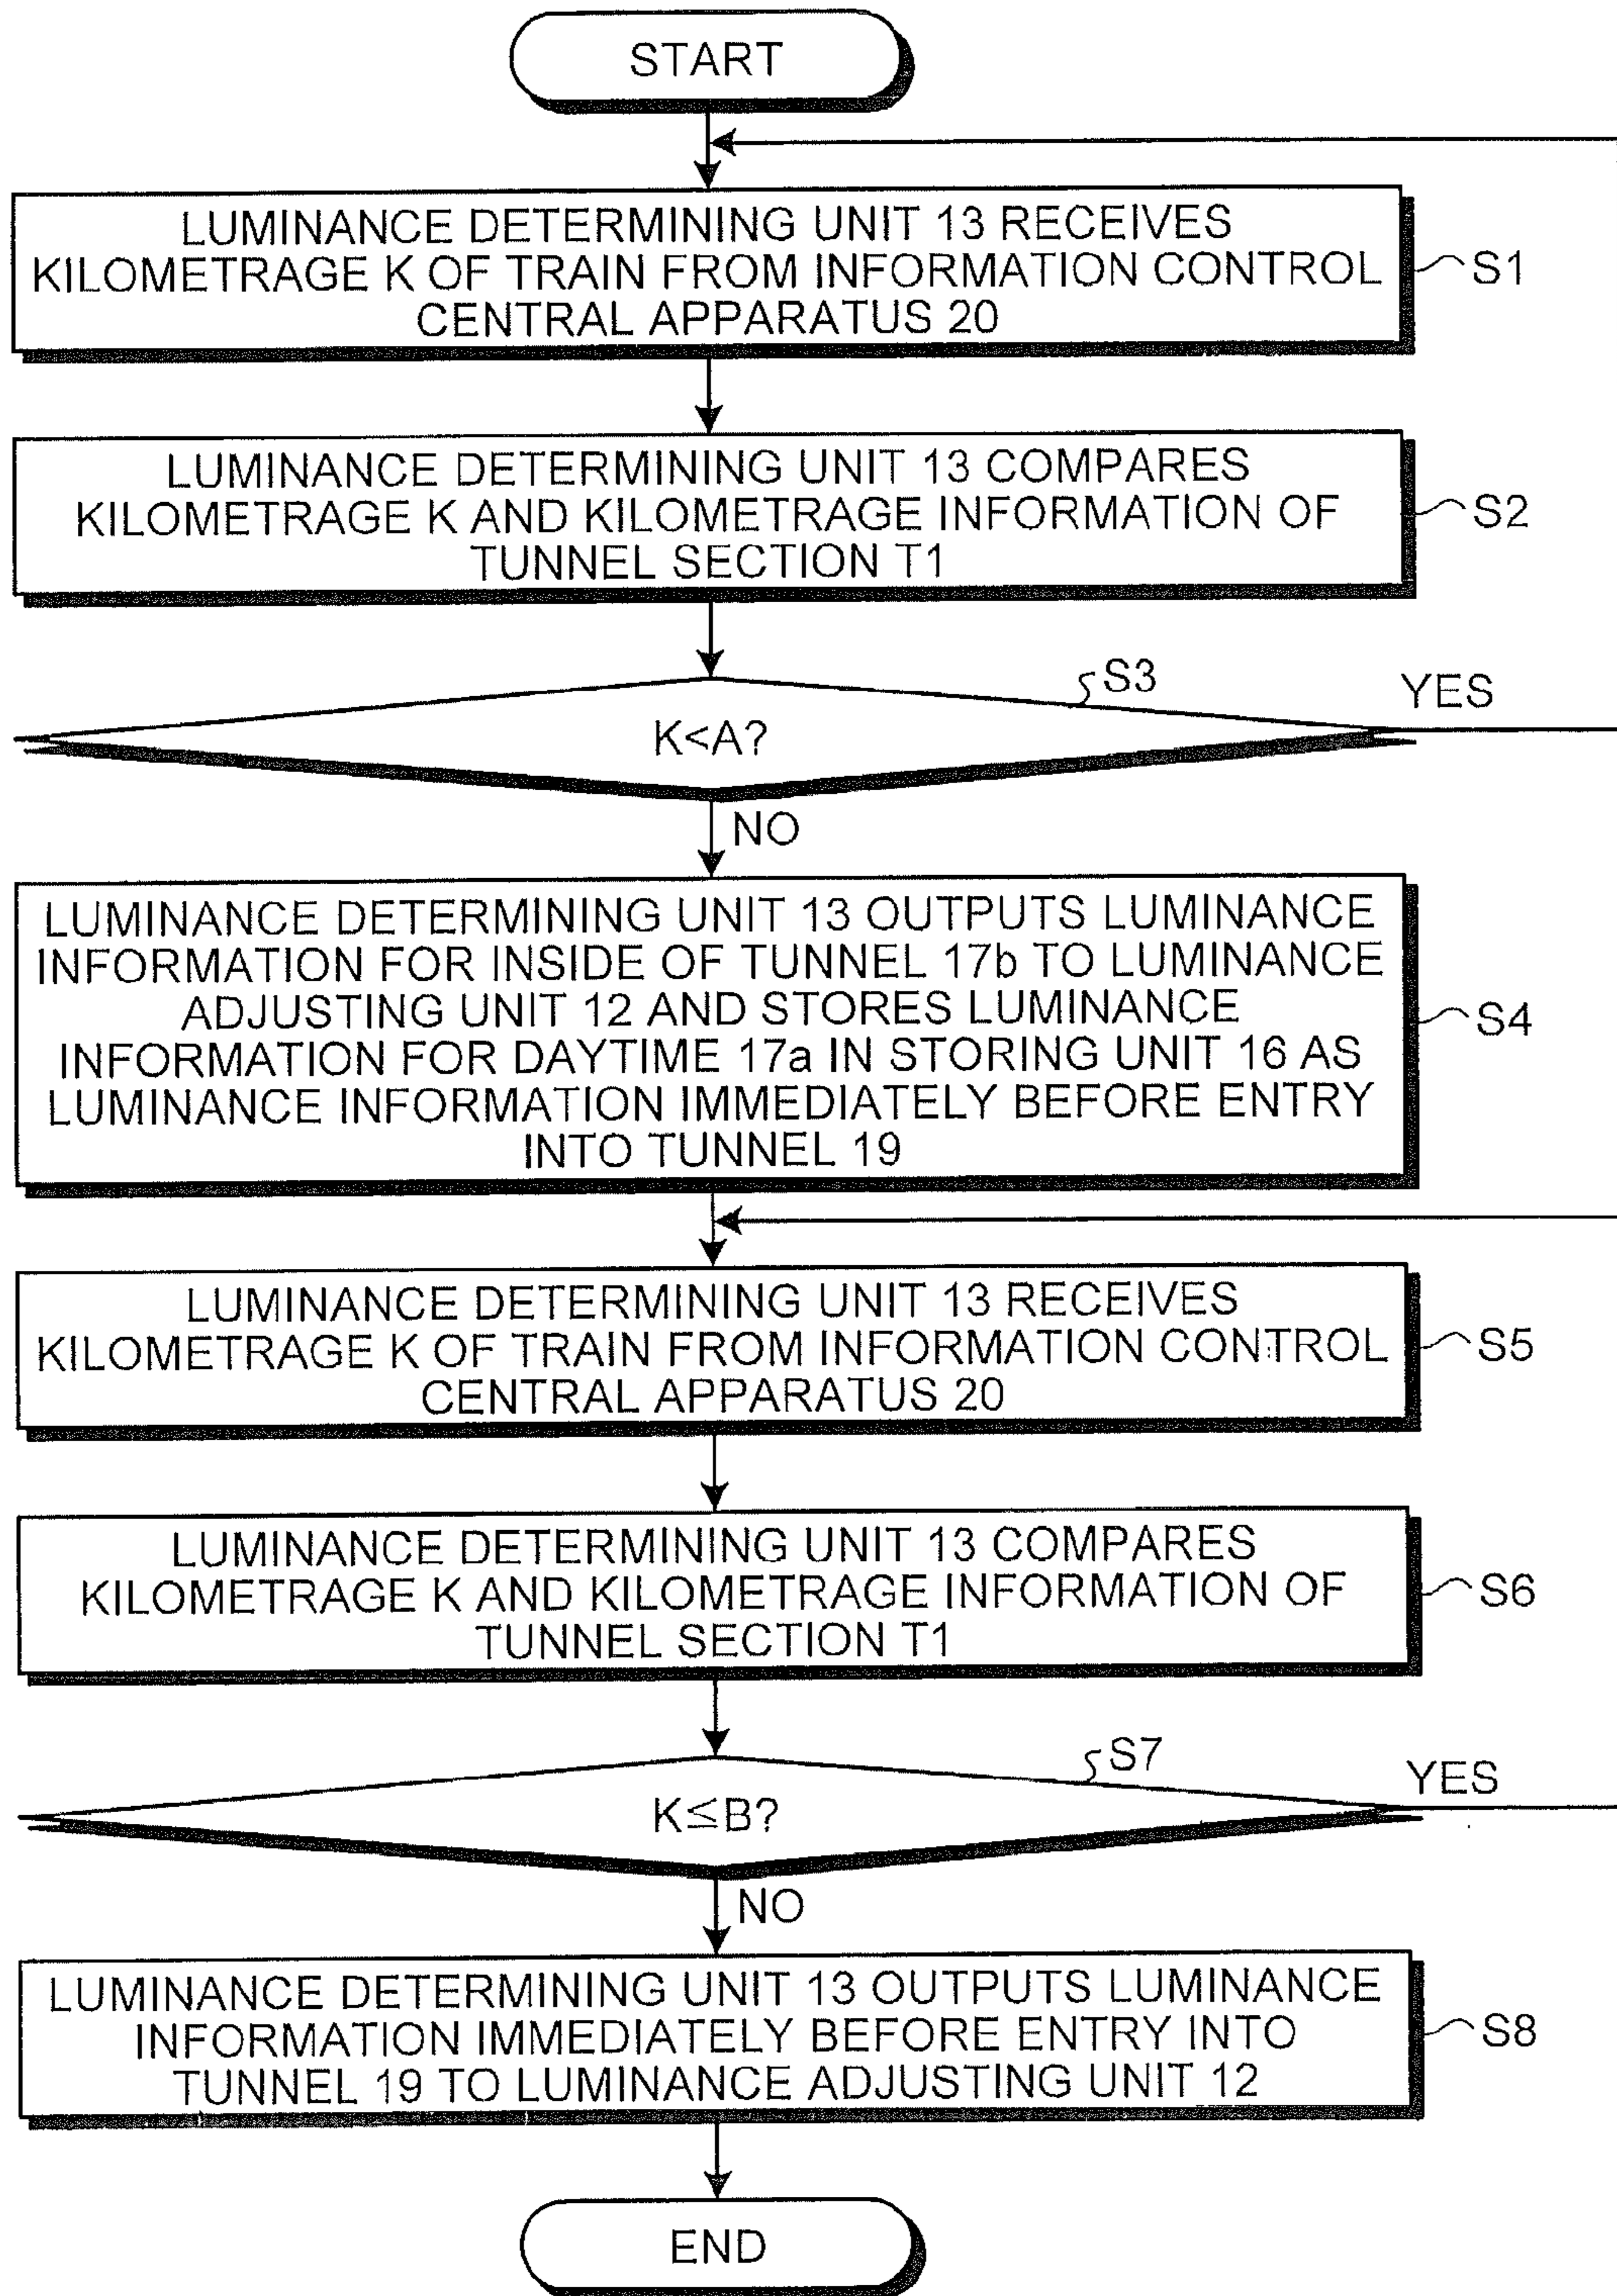 START
LUMINANCE DETERMINING UNIT 13 RECEIVES
KILOMETRAGE K OF TRAIN FROM INFORMATION CONTROL
CENTRAL APPARATUS 20
S1
LUMINANCE DETERMINING UNIT 13 COMPARES
KILOMETRAGE K AND KILOMETRAGE INFORMATION OF
TUNNEL SECTION T1
S2
S3
YES
K<A?
NO
LUMINANCE DETERMINING UNIT 13 OUTPUTS LUMINANCE
INFORMATION FOR INSIDE OF TUNNEL 17b TO LUMINANCE
ADJUSTING UNIT 12 AND STORES LUMINANCE
INFORMATION FOR DAYTIME 17a IN STORING UNIT 16 AS
LUMINANCE INFORMATION IMMEDIATELY BEFORE ENTRY
INTO TUNNEL 19
S4
LUMINANCE DETERMINING UNIT 13 RECEIVES
KILOMETRAGE K OF TRAIN FROM INFORMATION CONTROL
CENTRAL APPARATUS 20
S5
LUMINANCE DETERMINING UNIT 13 COMPARES
KILOMETRAGE K AND KILOMETRAGE INFORMATION OF
TUNNEL SECTION T1
S6
S7
YES
K≦B?
NO
LUMINANCE DETERMINING UNIT 13 OUTPUTS LUMINANCE
INFORMATION IMMEDIATELY BEFORE ENTRY INTO
TUNNEL 19 TO LUMINANCE ADJUSTING UNIT 12
S8
END